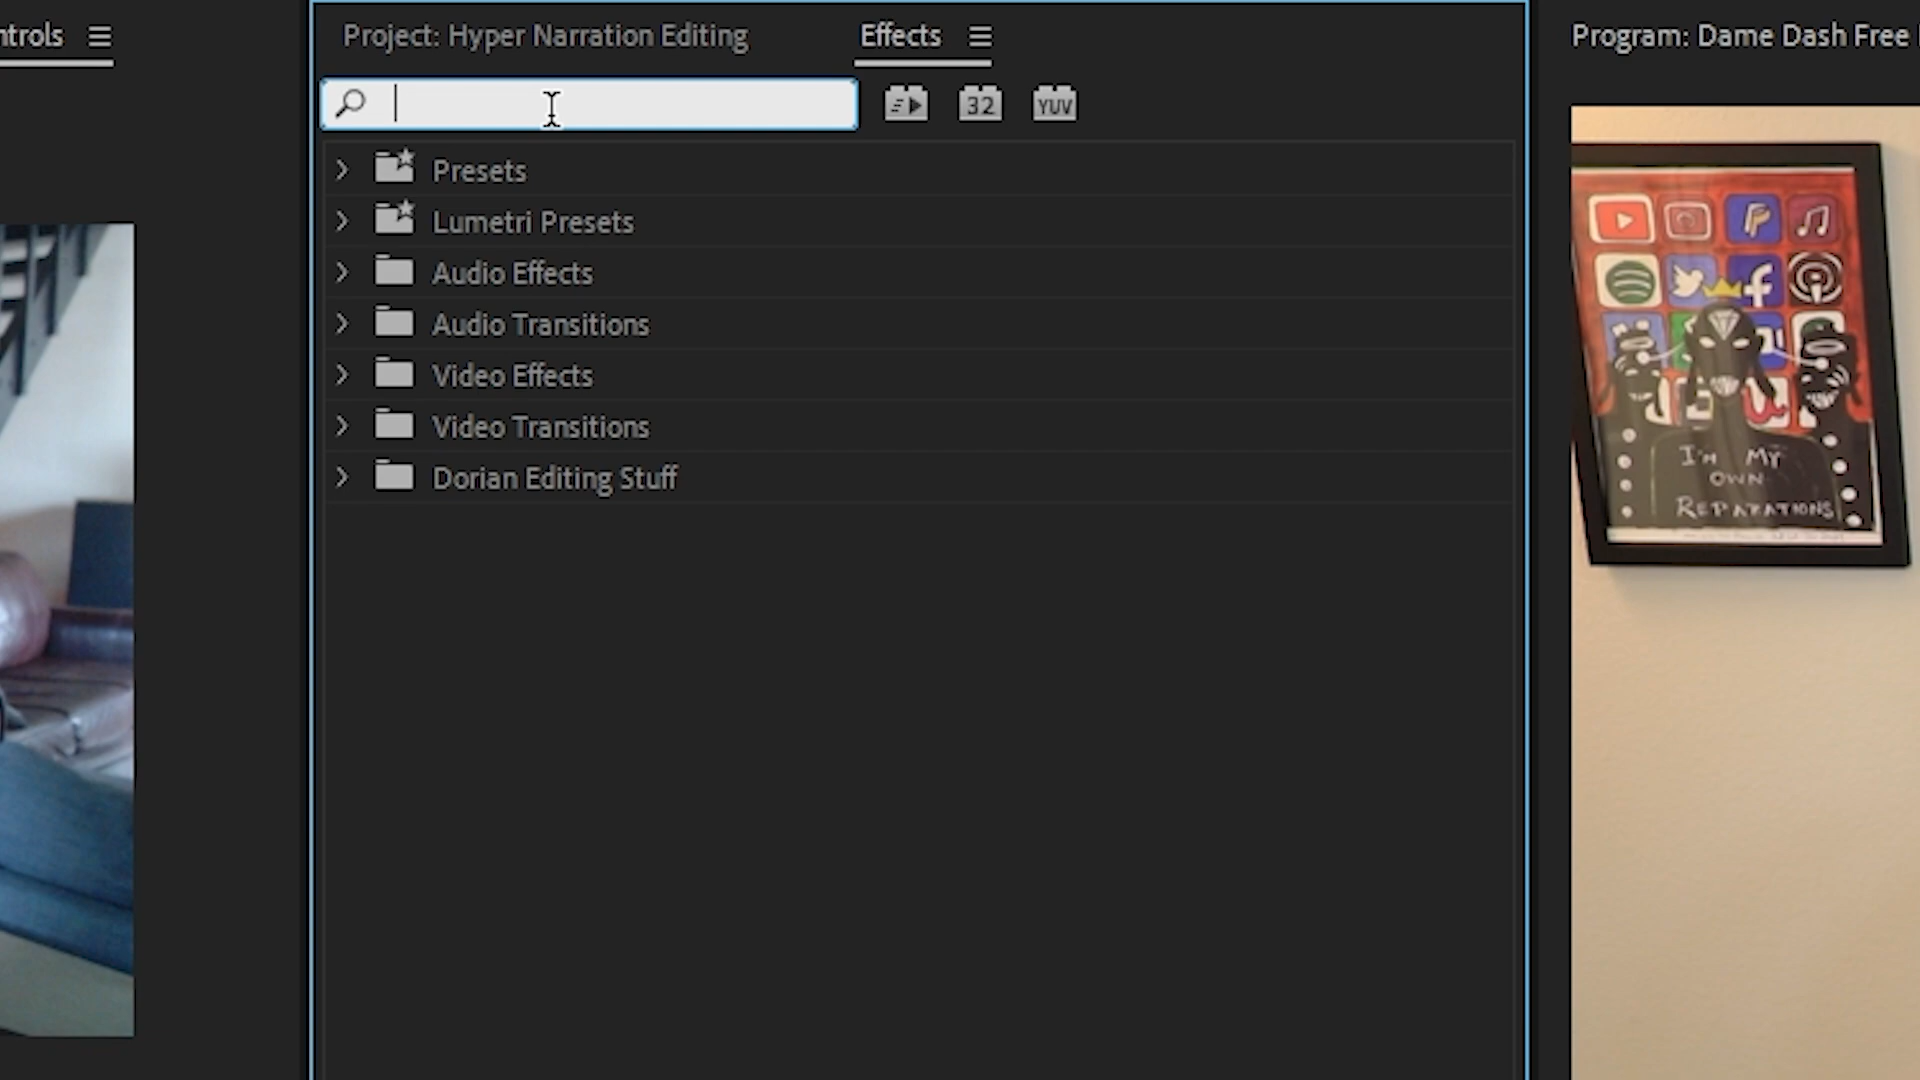 ntrols
Project: Hyper Narration Editing
Effects
Program: Dame Dash Free
32
YUV
Presets
Lumetri Presets
Audio Effects
Audio Transitions
Video Effects
Video Transitions
Dorian Editing Stuff
I'M MY
OWN
REPARATIONS